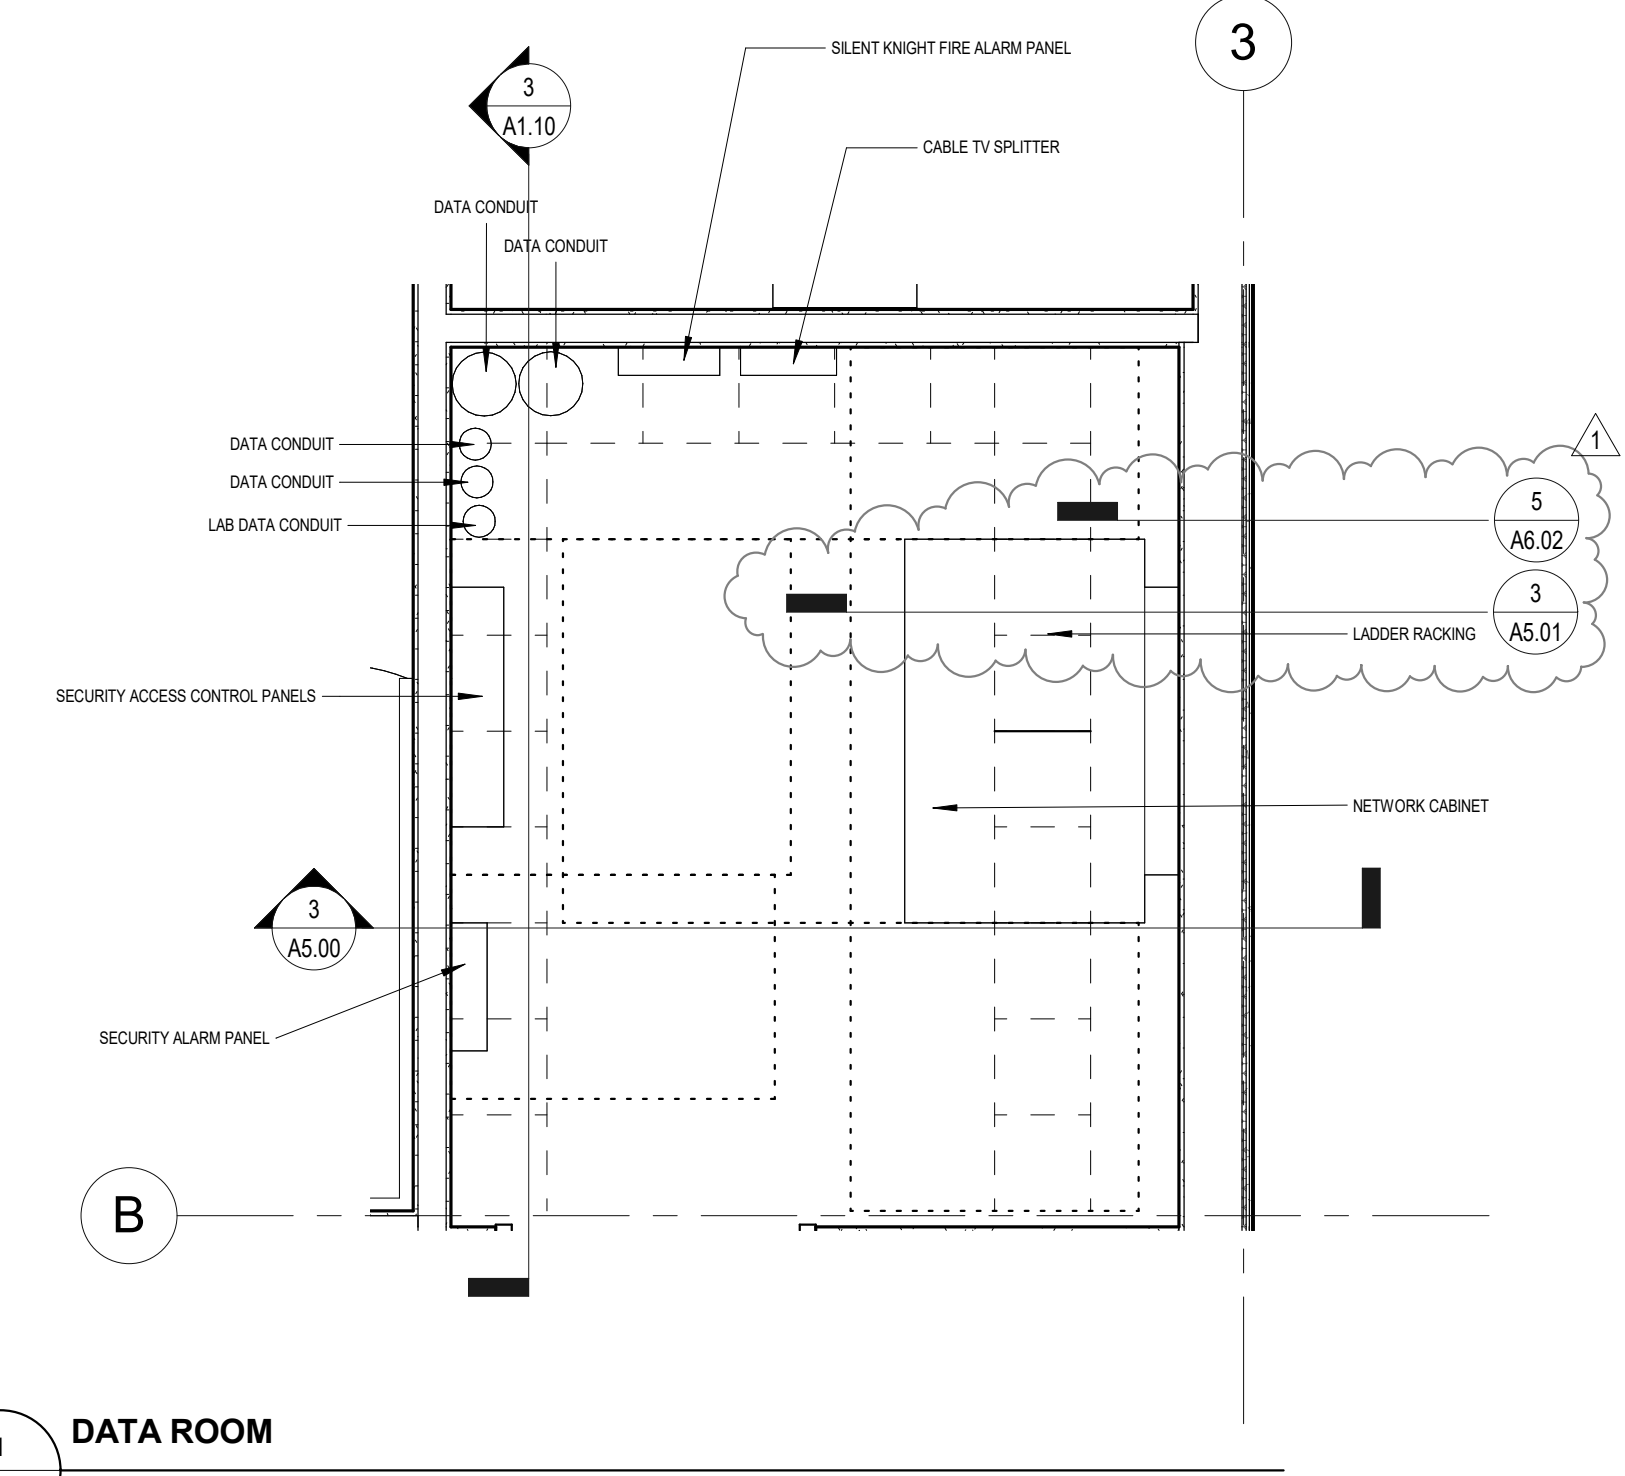 3
SILENT KNIGHT FIRE ALARM PANEL
3
A1.10
CABLE TV SPLITTER
DATA CONDUIT
DATA CONDUIT
DATA CONDUIT
1
DATA CONDUIT
5
A6.02
LAB DATA CONDUIT
3
A5.01
LADDER RACKING
SECURITY ACCESS CONTROL PANELS
NETWORK CABINET
3
A5.00
SECURITY ALARM PANEL
B
DATA ROOM